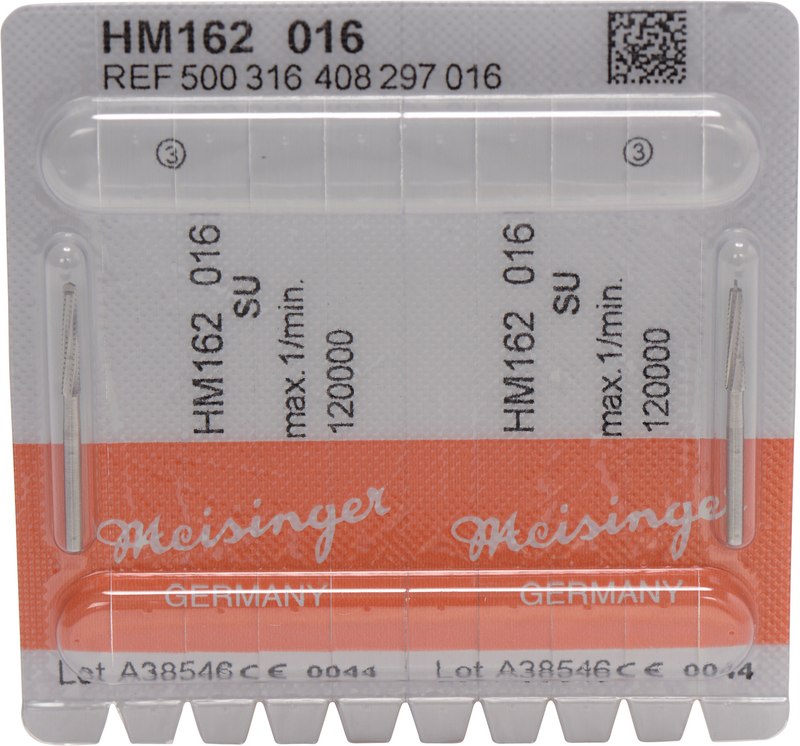 HM162 016
REF 500 316 408 297 016
3 3
HM162 016
SU
max. 1/min.
120000
HM162 016
SU
max. 1/min.
120000
Meisinger Meisinger
GERMANY GERMANY
Lot A38546 CE 0044 Lot A38546 CE 0044